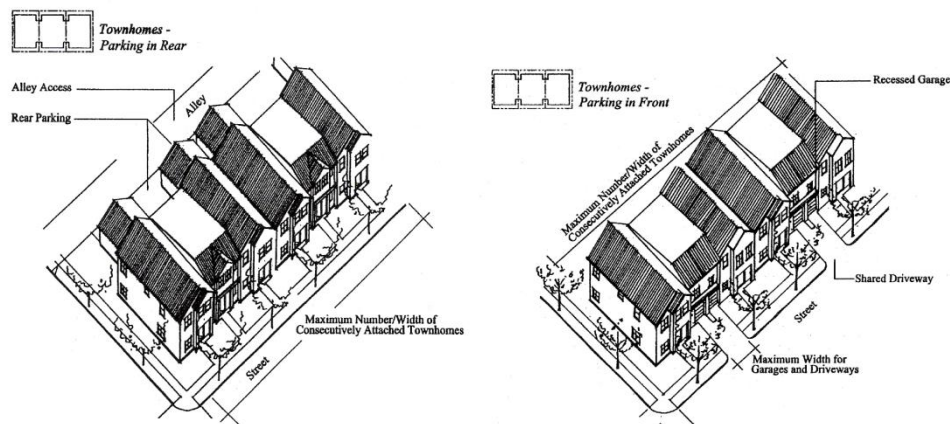 Townhomes -
Parking in Rear
Alley Access
Rear Parking
Alley
Maximum Number/Width of
Consecutively Attached Townhomes
Street
Townhomes -
Parking in Front
Recessed Garage
Maximum Number/Width of
Consecutively Attached Townhomes
Shared Driveway
Street
Maximum Width for
Garages and Driveways